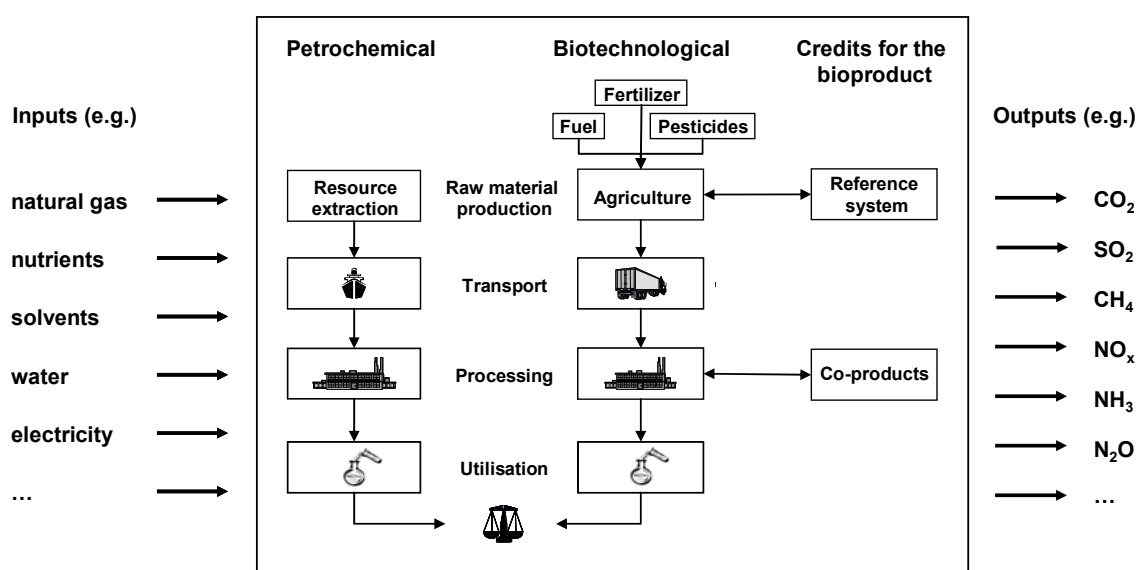 Petrochemical
Biotechnological
Credits for the
bioproduct
Fertilizer
Inputs (e.g.)
Fuel
Pesticides
Outputs (e.g.)
natural gas
Resource
extraction
Raw material
production
Agriculture
Reference
system
CO₂
nutrients
SO₂
Transport
CH₄
solvents
NOₓ
water
Processing
Co-products
NH₃
electricity
N₂O
Utilisation
…
…